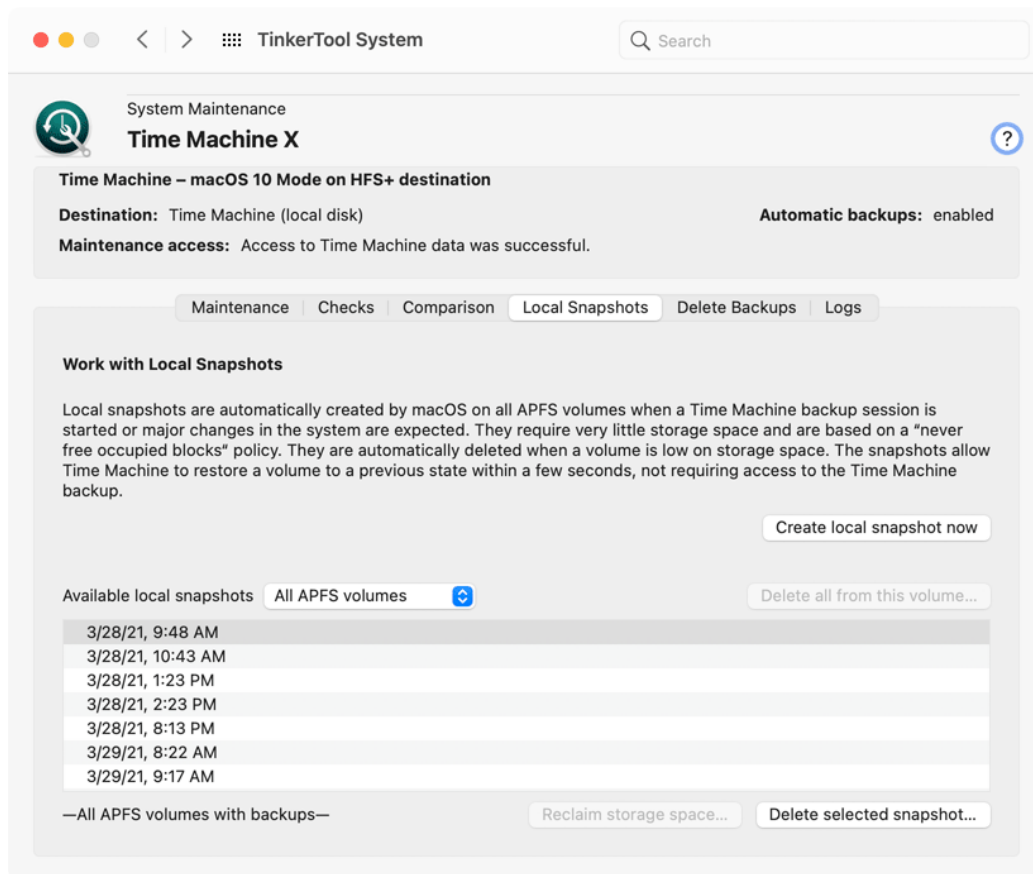 TinkerTool System
Search
System Maintenance
Time Machine X
?
Time Machine – macOS 10 Mode on HFS+ destination
Destination: Time Machine (local disk) Automatic backups: enabled
Maintenance access: Access to Time Machine data was successful.
Maintenance Checks Comparison Local Snapshots Delete Backups Logs
Work with Local Snapshots
Local snapshots are automatically created by macOS on all APFS volumes when a Time Machine backup session is
started or major changes in the system are expected. They require very little storage space and are based on a “never
free occupied blocks“ policy. They are automatically deleted when a volume is low on storage space. The snapshots allow
Time Machine to restore a volume to a previous state within a few seconds, not requiring access to the Time Machine
backup.
Create local snapshot now
Available local snapshots All APFS volumes Delete all from this volume...
3/28/21, 9:48 AM
3/28/21, 10:43 AM
3/28/21, 1:23 PM
3/28/21, 2:23 PM
3/28/21, 8:13 PM
3/29/21, 8:22 AM
3/29/21, 9:17 AM
—All APFS volumes with backups— Reclaim storage space... Delete selected snapshot...